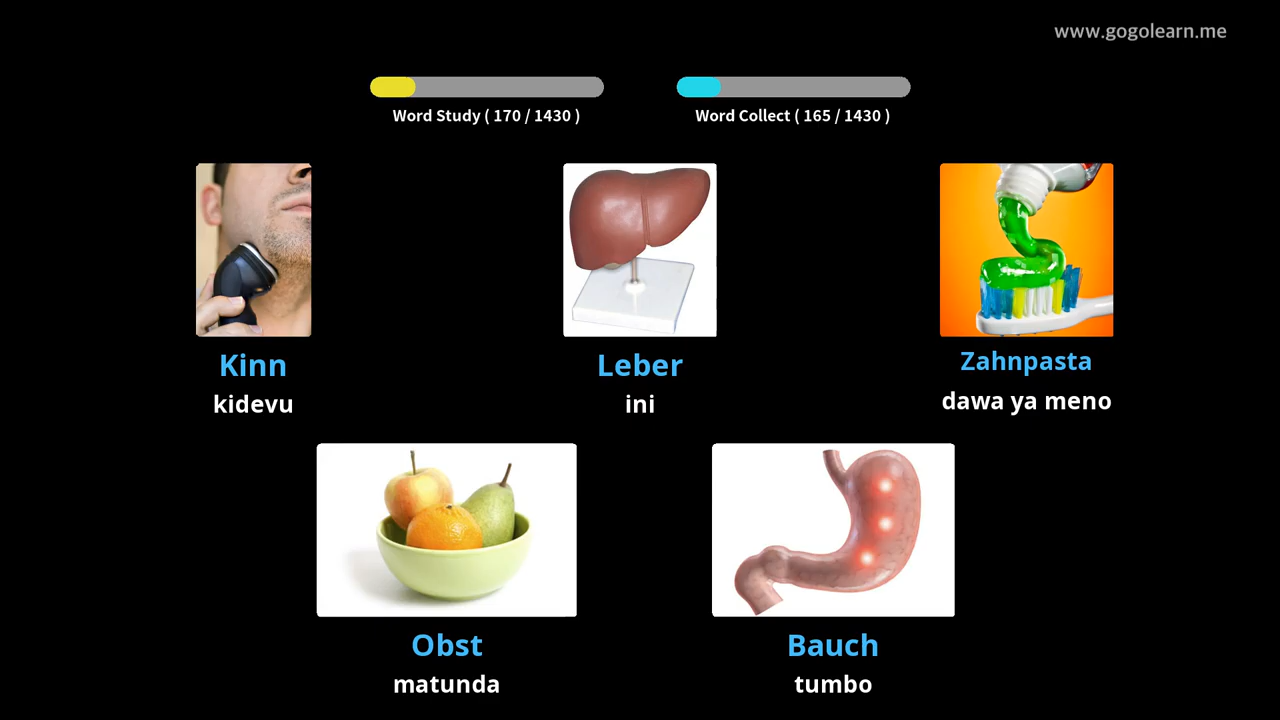 www.gogolearn.me
Word Study ( 170 / 1430 )
Word Collect ( 165 / 1430 )
Kinn
kidevu
Leber
ini
Zahnpasta
dawa ya meno
Obst
matunda
Bauch
tumbo